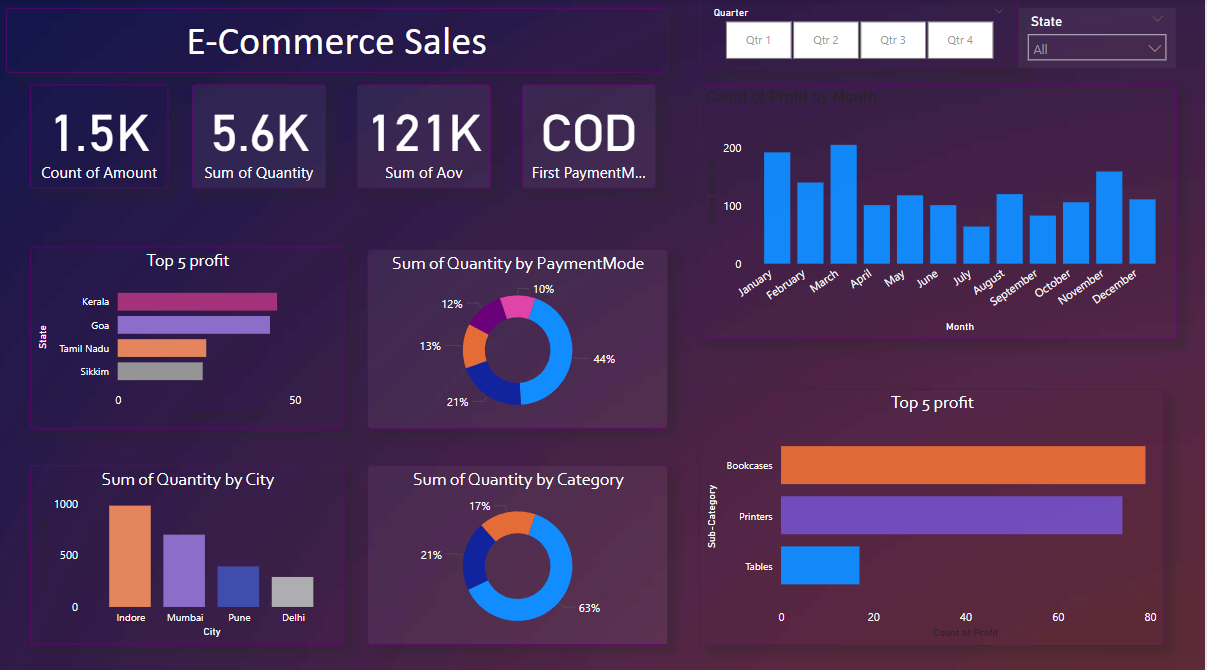 E-Commerce Sales
Quarter
Qtr 1 Qtr 2 Qtr 3 Qtr 4
State
All
1.5K
Count of Amount
5.6K
Sum of Quantity
121K
Sum of Aov
COD
First PaymentM...
Count of Profit by Month
200
100
0
January February March April May June July August September October November December
Month
Top 5 profit
State
Kerala
Goa
Tamil Nadu
Sikkim
0 50
Sum of Quantity by PaymentMode
10%
12%
13%
21%
44%
Sum of Quantity by City
1000
500
0
Indore Mumbai Pune Delhi
City
Sum of Quantity by Category
17%
21%
63%
Top 5 profit
Sub-Category
Bookcases
Printers
Tables
0 20 40 60 80
Count of Profit